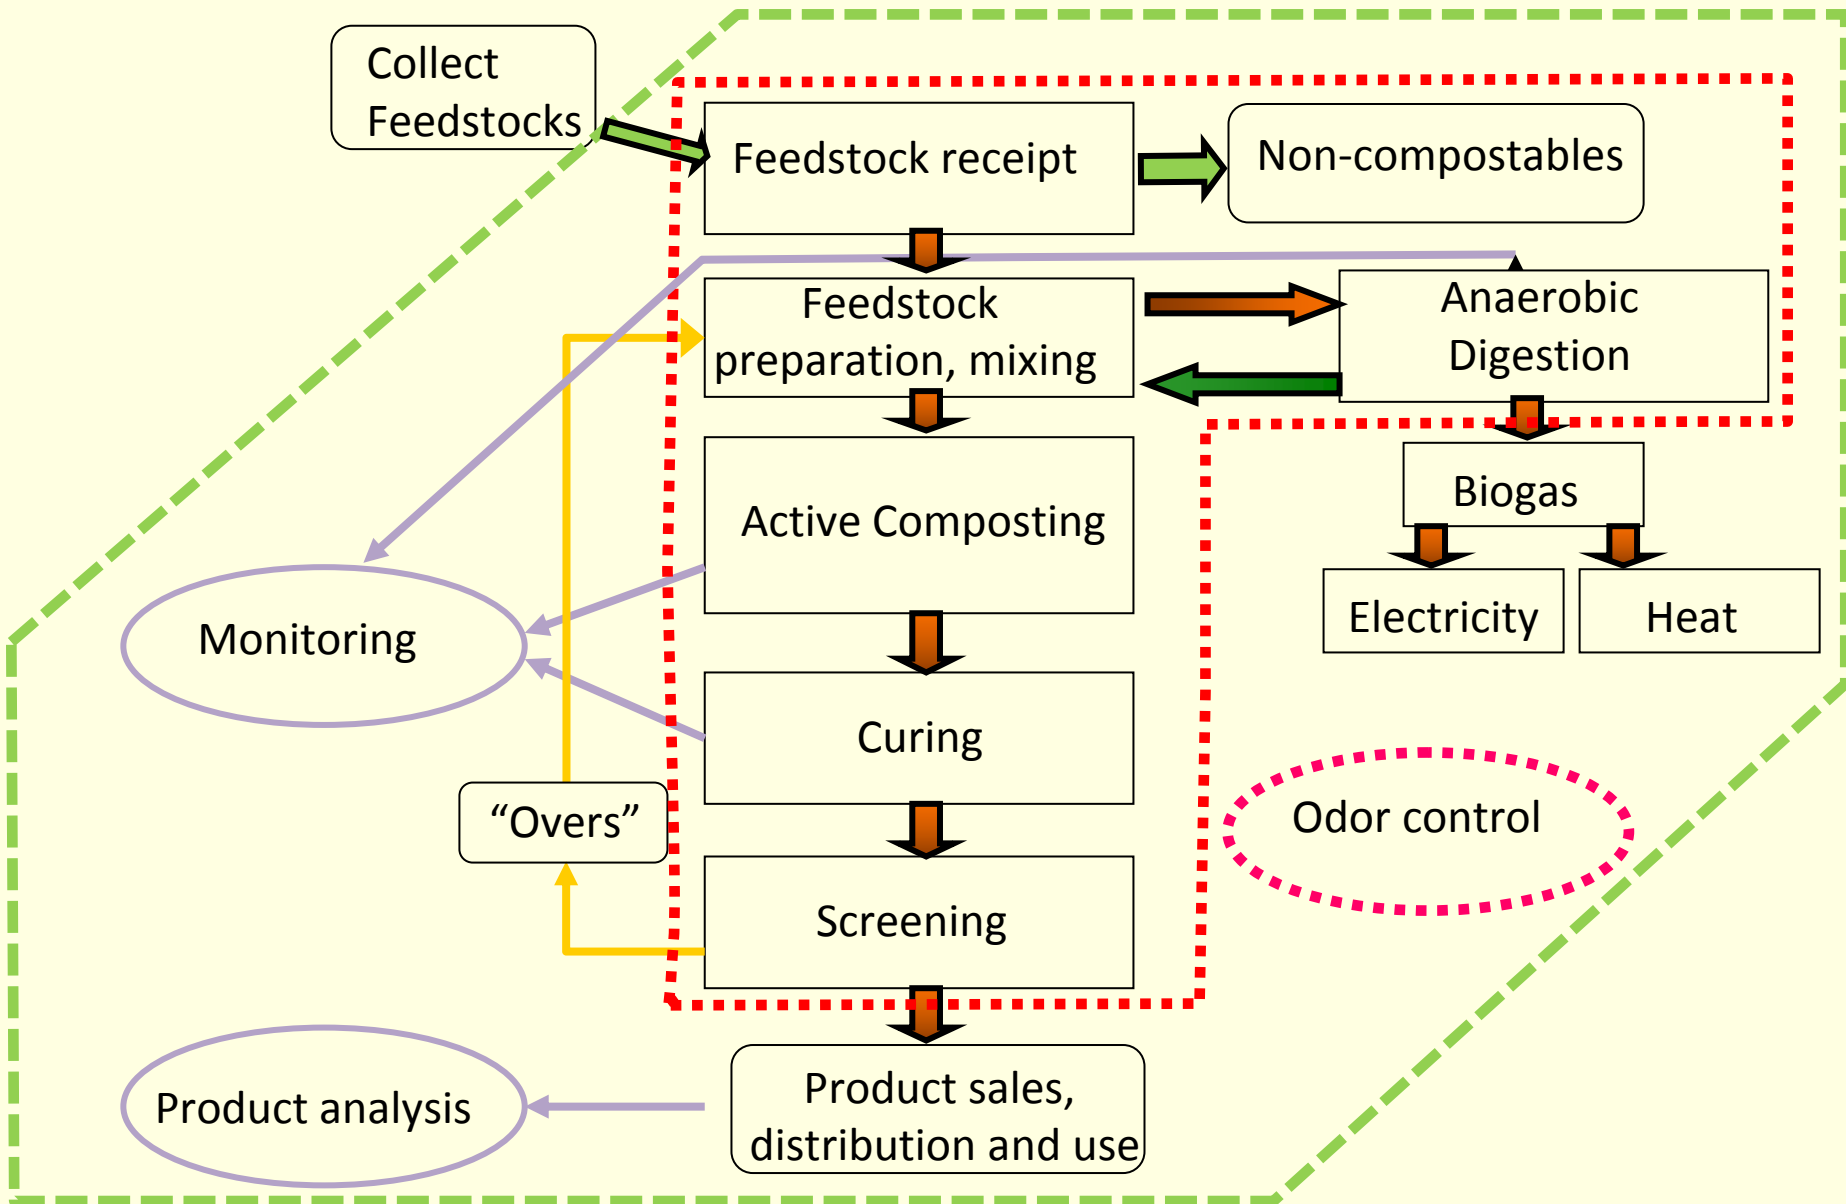 Collect
Feedstocks
Feedstock receipt
Non-compostables
Feedstock
preparation, mixing
Anaerobic
Digestion
Active Composting
Biogas
Electricity
Heat
Monitoring
Curing
“Overs”
Odor control
Screening
Product sales,
distribution and use
Product analysis